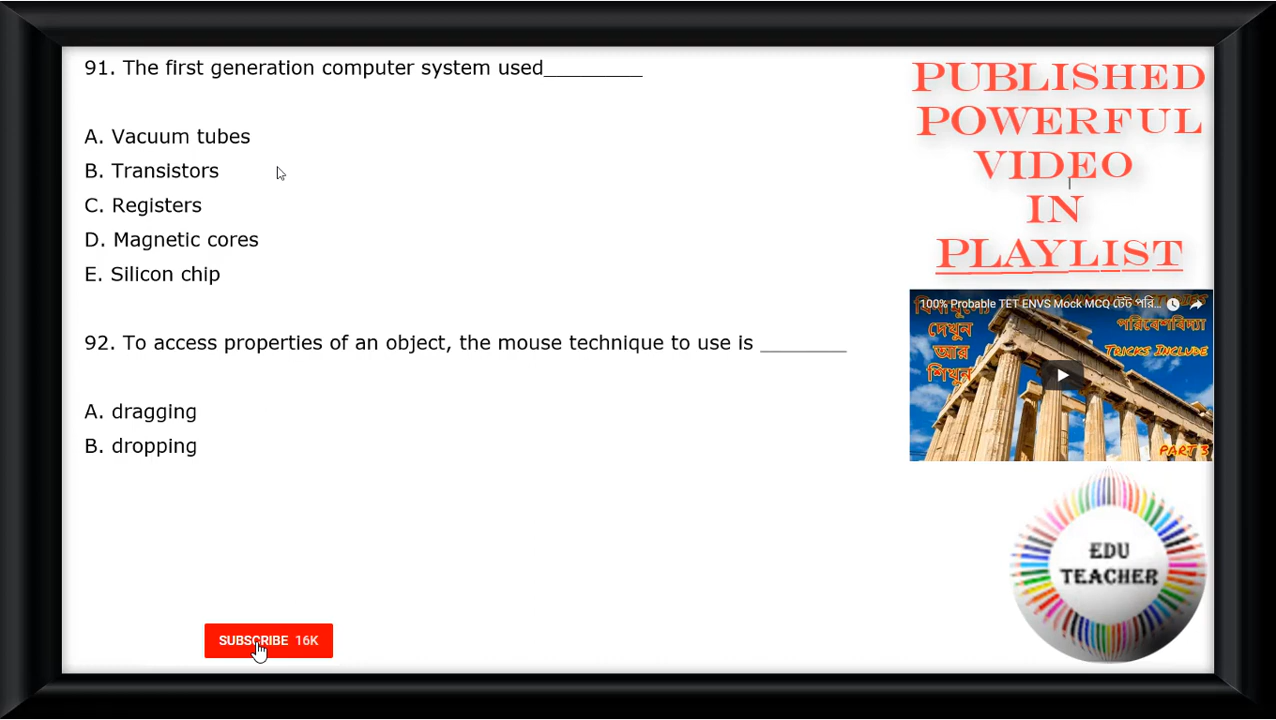 91. The first generation computer system used_________
A. Vacuum tubes
B. Transistors
C. Registers
D. Magnetic cores
E. Silicon chip
92. To access properties of an object, the mouse technique to use is ________
A. dragging
B. dropping
SUBSCRIBE 16K
PUBLISHED
POWERFUL
VIDEO
IN
PLAYLIST
100% Probable TET ENVS Mock MCQ টেট পরি...
দেখুন
আর
শিখুন
পরিবেশবিদ্যা
TRICKS INCLUDE
PART 3
EDU
TEACHER